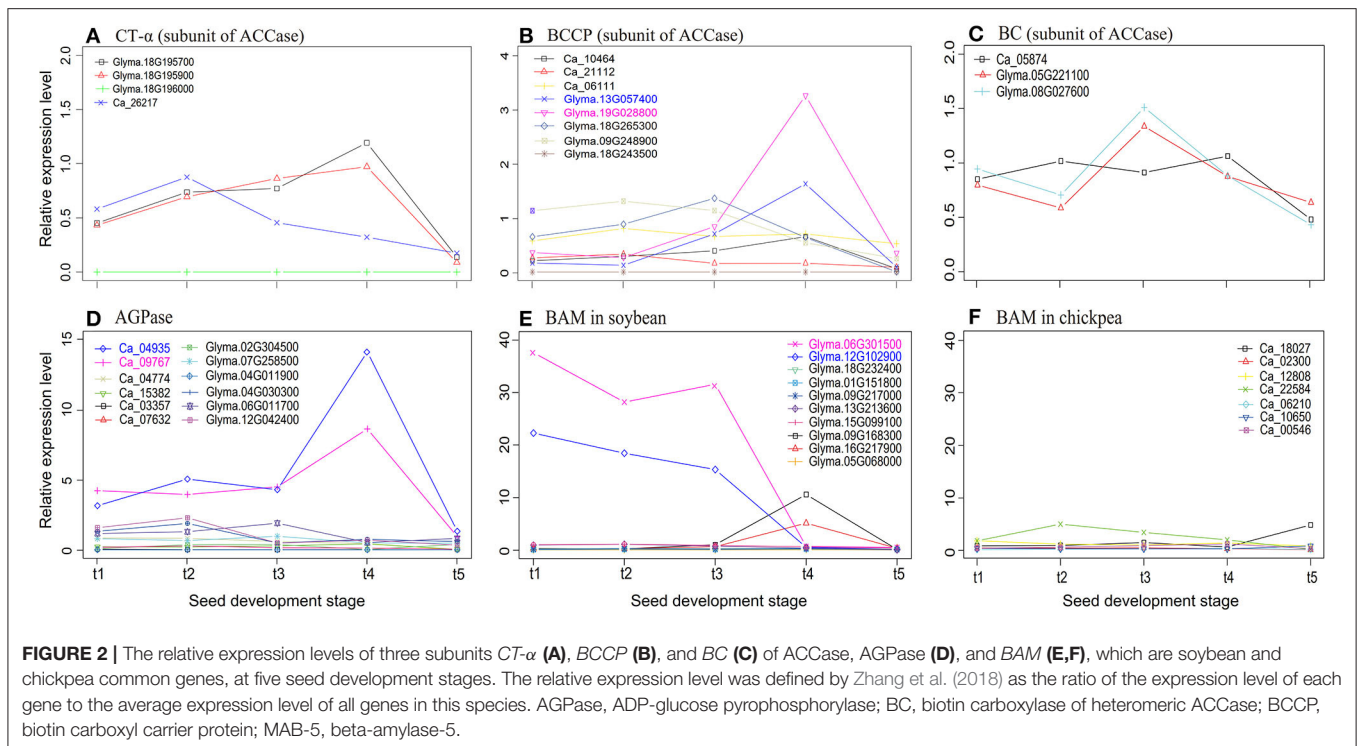 A CT-α (subunit of ACCase)
Relative expression level
2.0
1.5
1.0
0.5
0.0
Glyma.18G195700
Glyma.18G195900
Glyma.18G196000
Ca_26217
B BCCP (subunit of ACCase)
4
3
2
1
0
Ca_10464
Ca_21112
Ca_06111
Glyma.13G057400
Glyma.19G028800
Glyma.18G265300
Glyma.09G248900
Glyma.18G243500
C BC (subunit of ACCase)
2.0
1.5
1.0
0.5
0.0
Ca_05874
Glyma.05G221100
Glyma.08G027600
D AGPase
Relative expression level
15
10
5
0
Ca_04935
Ca_09767
Ca_04774
Ca_15382
Ca_03357
Ca_07632
Glyma.02G304500
Glyma.07G258500
Glyma.04G011900
Glyma.04G030300
Glyma.06G011700
Glyma.12G042400
t1 t2 t3 t4 t5
Seed development stage
E BAM in soybean
40
30
20
10
0
Glyma.06G301500
Glyma.12G102900
Glyma.18G232400
Glyma.01G151800
Glyma.09G217000
Glyma.13G213600
Glyma.15G099100
Glyma.09G168300
Glyma.16G217900
Glyma.05G068000
t1 t2 t3 t4 t5
Seed development stage
F BAM in chickpea
40
30
20
10
0
Ca_18027
Ca_02300
Ca_12808
Ca_22584
Ca_06210
Ca_10650
Ca_00546
t1 t2 t3 t4 t5
Seed development stage
FIGURE 2 | The relative expression levels of three subunits CT-α (A), BCCP (B), and BC (C) of ACCase, AGPase (D), and BAM (E,F), which are soybean and
chickpea common genes, at five seed development stages. The relative expression level was defined by Zhang et al. (2018) as the ratio of the expression level of each
gene to the average expression level of all genes in this species. AGPase, ADP-glucose pyrophosphorylase; BC, biotin carboxylase of heteromeric ACCase; BCCP,
biotin carboxyl carrier protein; MAB-5, beta-amylase-5.